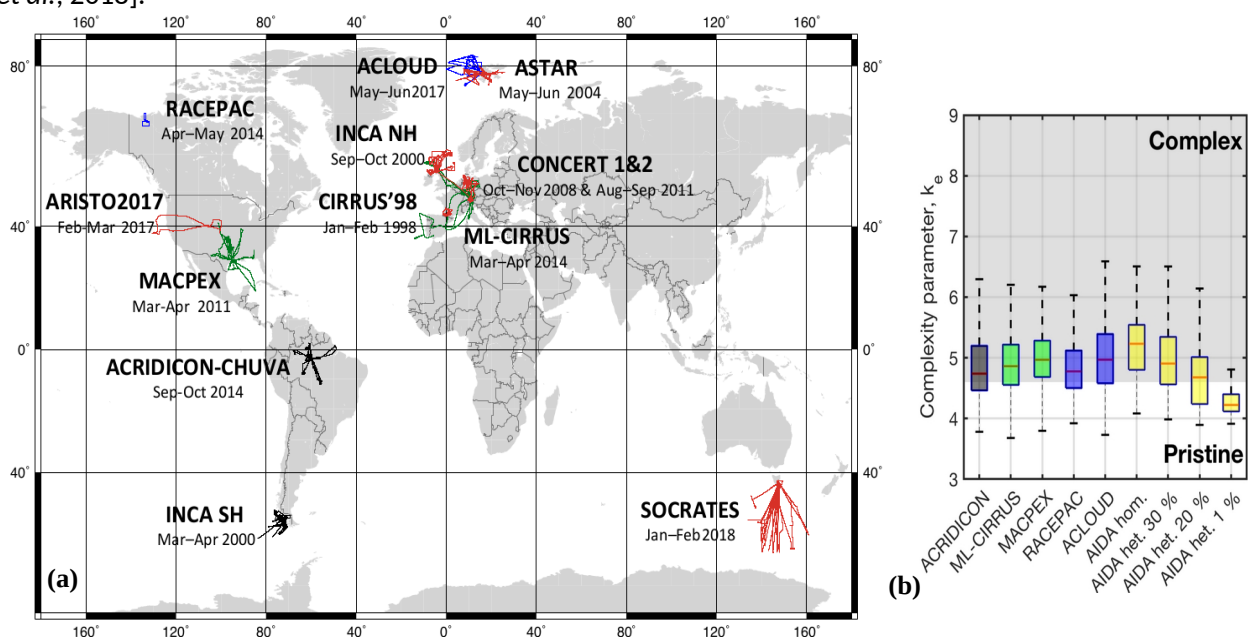 et al., 2018].
160° 120° 80° 40° 0° 40° 80° 120° 160°
80° 80°
ACLOUD
May–Jun2017
ASTAR
May–Jun 2004
RACEPAC
Apr–May 2014
INCA NH
Sep–Oct 2000
CONCERT 1&2
Oct–Nov 2008 & Aug–Sep 2011
ARISTO2017
Feb-Mar 2017
CIRRUS’98
Jan–Feb 1998
40° 40°
ML-CIRRUS
Mar–Apr 2014
MACPEX
Mar-Apr 2011
0° 0°
ACRIDICON-CHUVA
Sep-Oct 2014
40° 40°
INCA SH
Mar–Apr 2000
SOCRATES
Jan–Feb2018
(a)
160° 120° 80° 40° 0° 40° 80° 120° 160°
Complexity parameter, ke
9
8
7
6
5
4
3
Complex
Pristine
ACRIDICON
ML-CIRRUS
MACPEX
RACEPAC
ACLOUD
AIDA hom.
AIDA het. 30 %
AIDA het. 20 %
AIDA het. 1 %
(b)